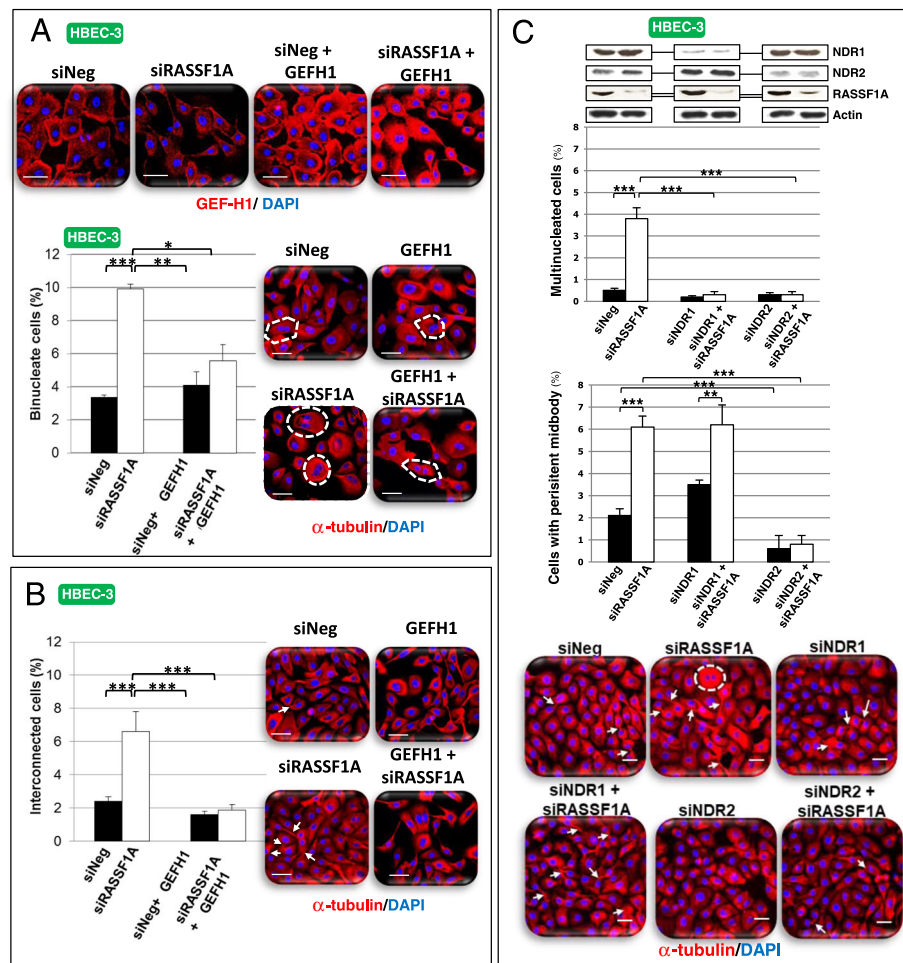 A
HBEC-3
siNeg
siRASSF1A
siNeg +
GEFH1
siRASSF1A +
GEFH1
GEF-H1/ DAPI
HBEC-3
Binucleate cells (%)
12
10
8
6
4
2
0
*
***
**
siNeg
siRASSF1A
siNeg+ GEFH1
siRASSF1A
+ GEFH1
siNeg
GEFH1
siRASSF1A
GEFH1 +
siRASSF1A
α-tubulin/DAPI
B
HBEC-3
Interconnected cells (%)
12
10
8
6
4
2
0
***
***
***
siNeg
siRASSF1A
siNeg+ GEFH1
siRASSF1A
+ GEFH1
siNeg
GEFH1
siRASSF1A
GEFH1 +
siRASSF1A
α-tubulin/DAPI
C
HBEC-3
NDR1
NDR2
RASSF1A
Actin
Multinucleated cells (%)
8
7
6
5
4
3
2
1
0
***
***
***
siNeg
siRASSF1A
siNDR1
siNDR1 +
siRASSF1A
siNDR2
siNDR2 +
siRASSF1A
Cells with perisitent midbody (%)
8
7
6
5
4
3
2
1
0
***
***
***
**
siNeg
siRASSF1A
siNDR1
siNDR1 +
siRASSF1A
siNDR2
siNDR2 +
siRASSF1A
siNeg
siRASSF1A
siNDR1
siNDR1 +
siRASSF1A
siNDR2
siNDR2 +
siRASSF1A
α-tubulin/DAPI